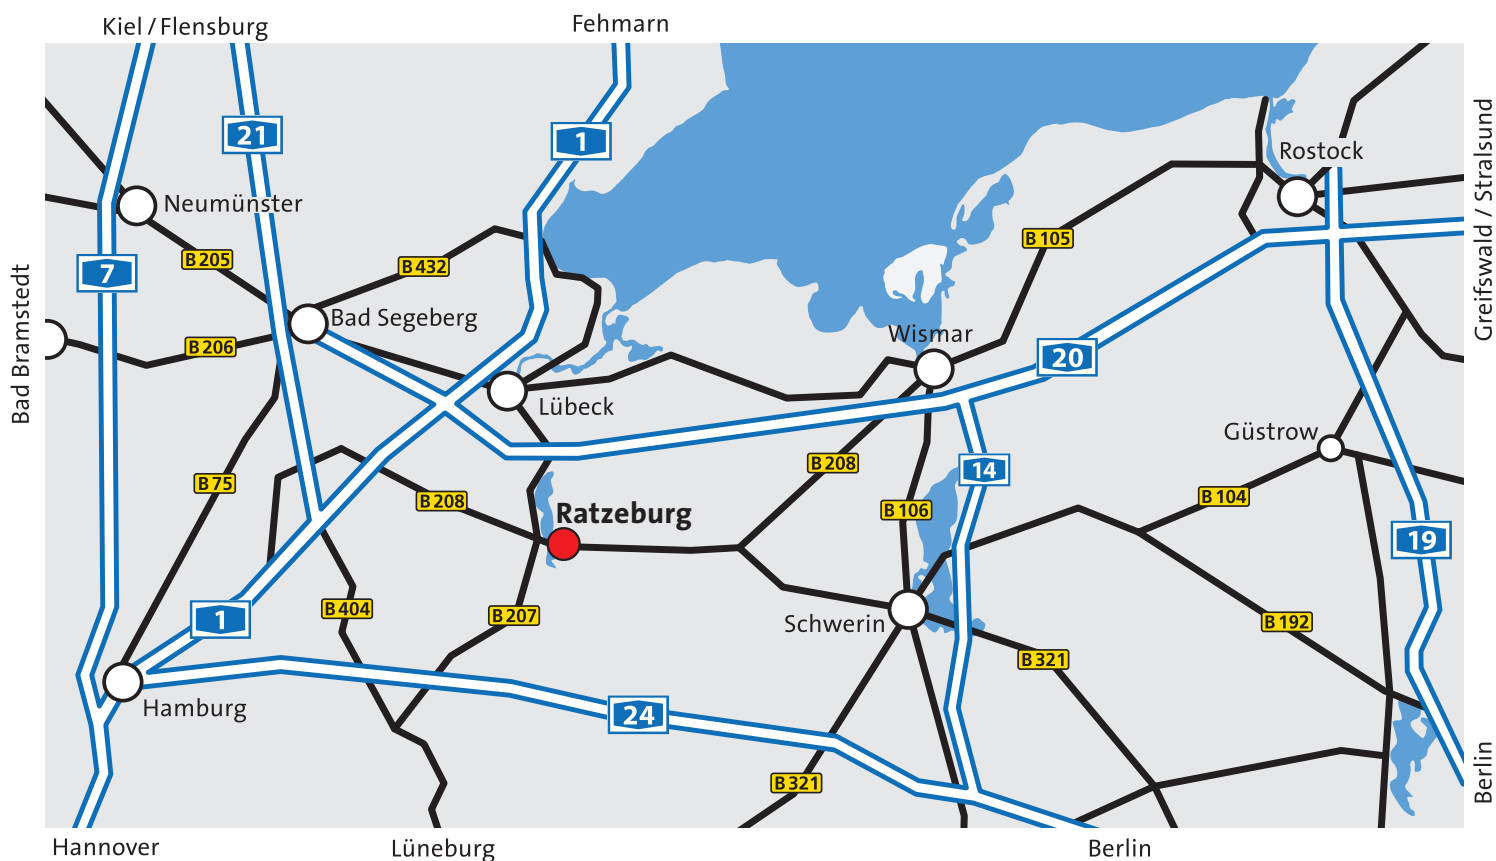 Kiel / Flensburg
Fehmarn
21
1
Rostock
Greifswald / Stralsund
Neumünster
B 205
B 432
B 105
7
Bad Bramstedt
Bad Segeberg
B 206
Wismar
20
Lübeck
Güstrow
B 75
B 208
B 208
14
B 104
Ratzeburg
B 106
19
B 404
B 207
1
Schwerin
B 192
B 321
Hamburg
24
B 321
Berlin
Hannover
Lüneburg
Berlin